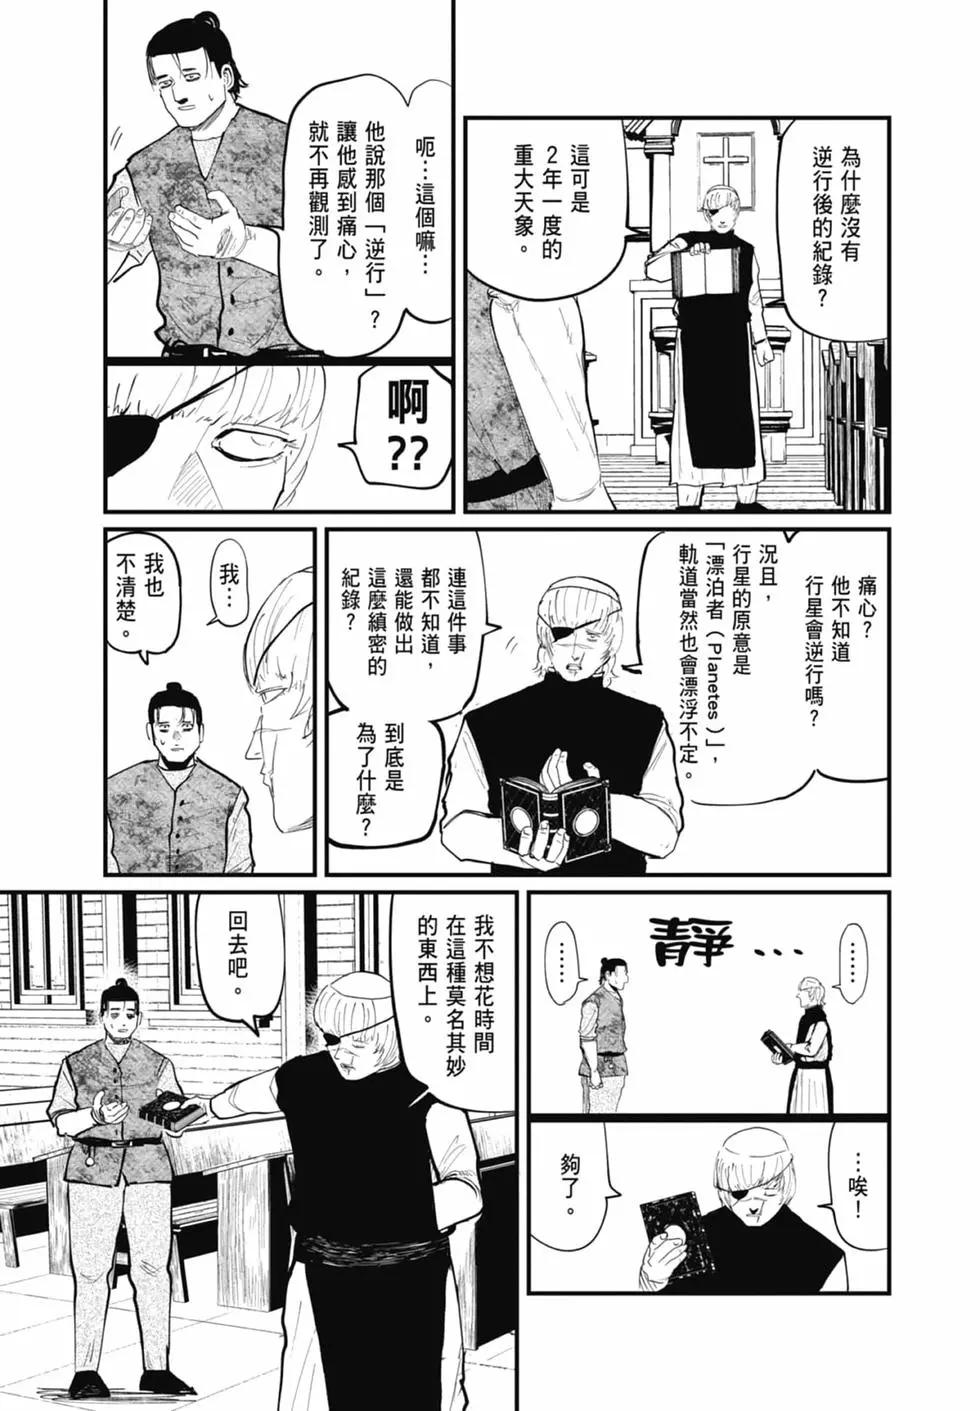 為什麼沒有
逆行後的紀錄?
這可是
2年一度的
重大天象。
呃…這個嘛…
他說那個「逆行」?
讓他感到痛心,
就不再觀測了。
啊??
痛心?
他不知道
行星會逆行嗎?
況且,
行星的原意是
「漂泊者(Planetes)」,
軌道當然也會漂浮不定。
連這件事
都不知道,
還能做出
這麼縝密的
紀錄?
到底是
為了什麼?
我…
我也
不清楚。
靜…
……
……
…唉!
夠了。
我不想花時間
在這種莫名其妙
的東西上。
回去吧。